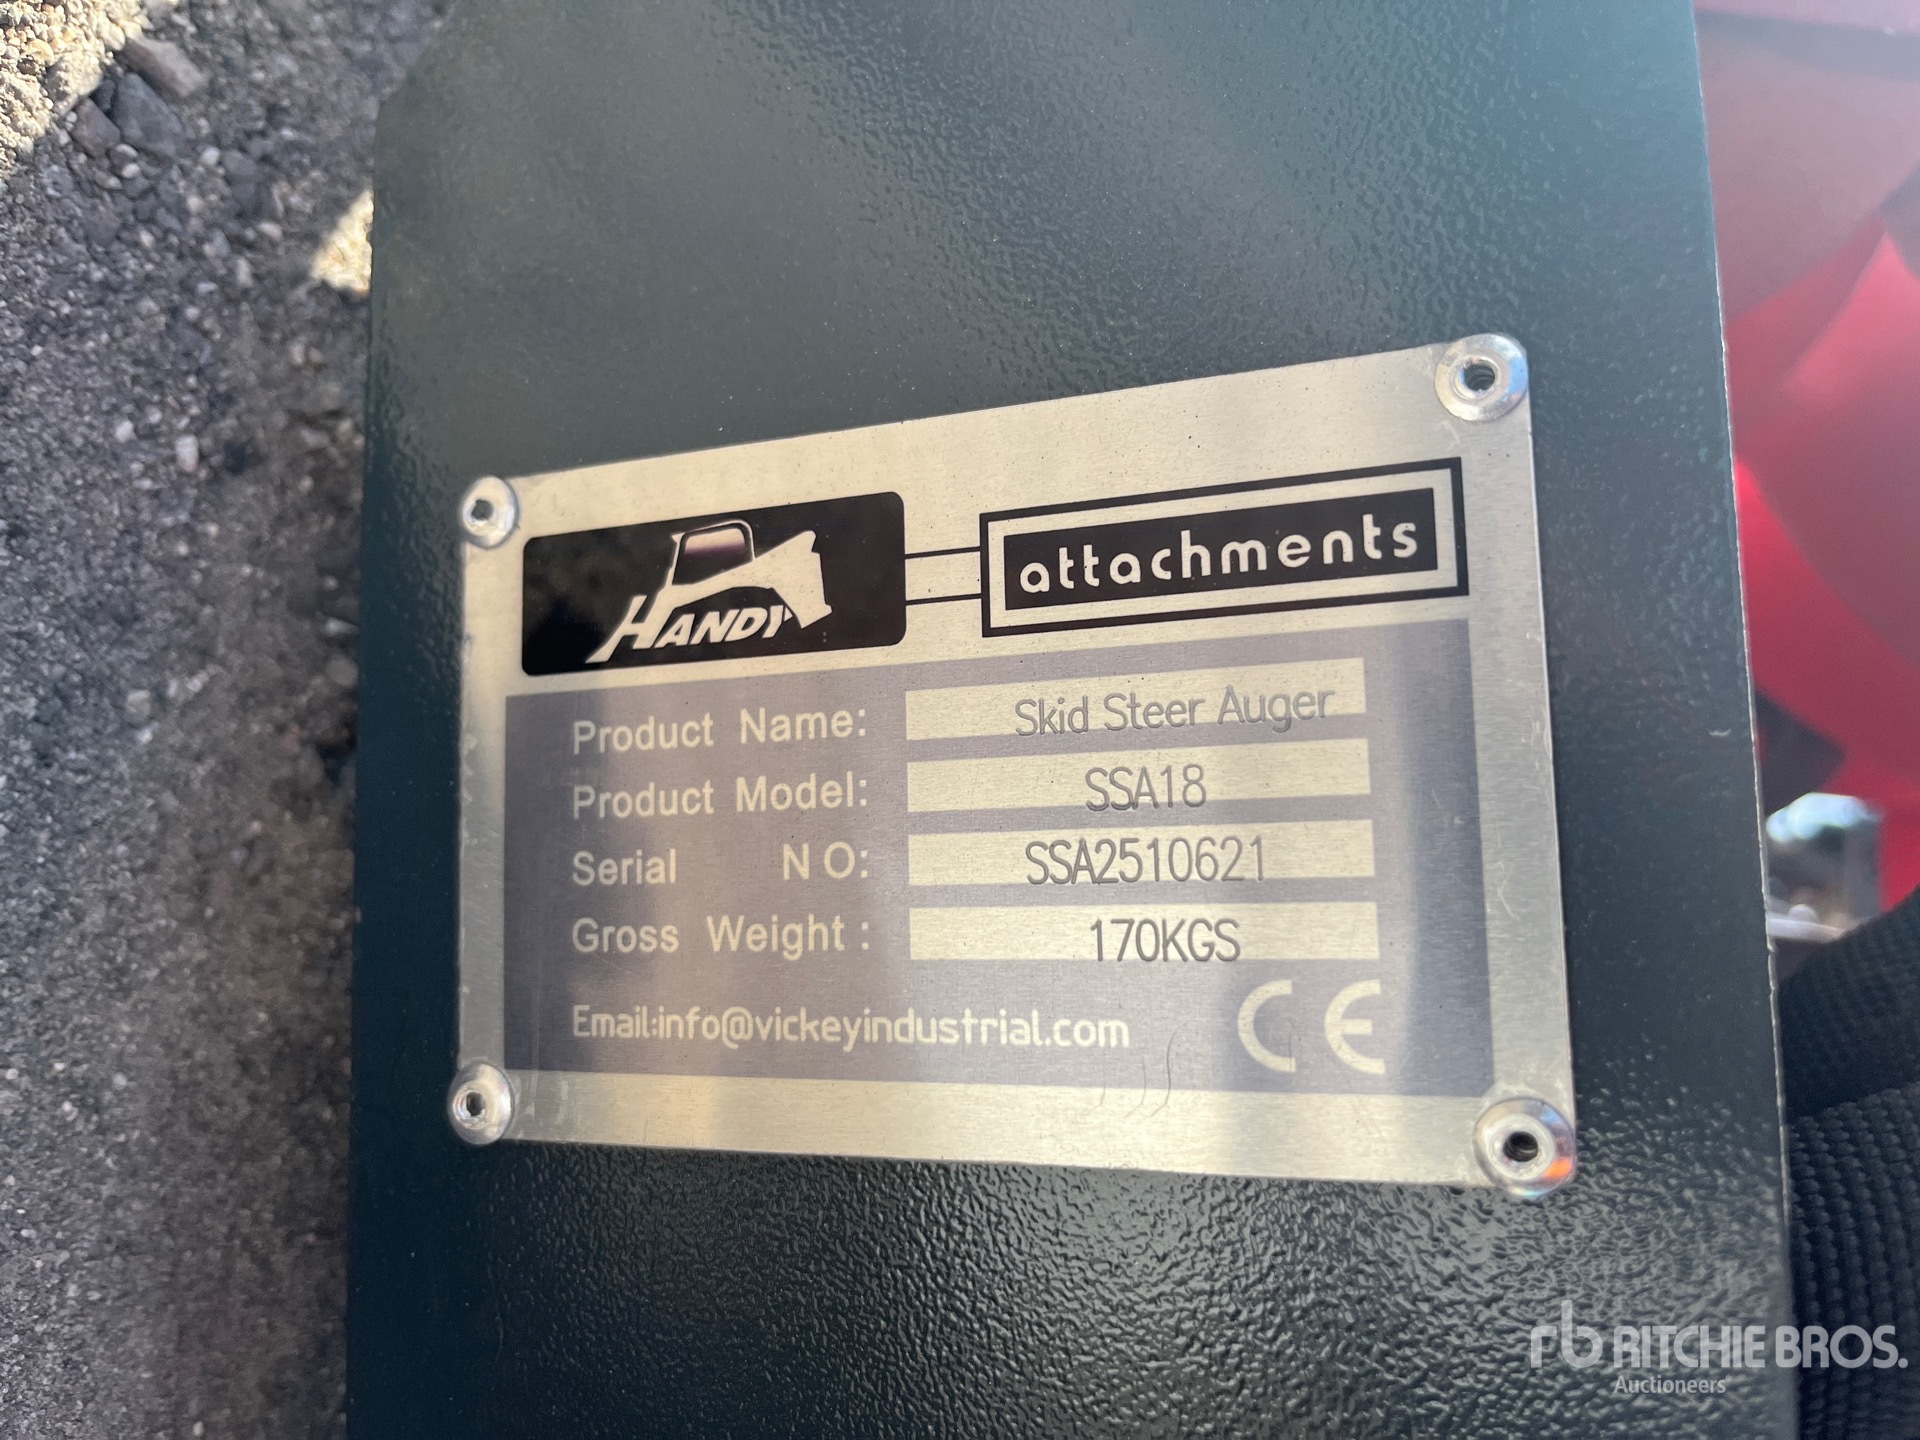 HANDY
attachments
Product Name: Skid Steer Auger
Product Model: SSA18
Serial N O: SSA2510621
Gross Weight : 170KGS
Email:info@vickeyindustrial.com
CE
rb RITCHIE BROS.
Auctioneers